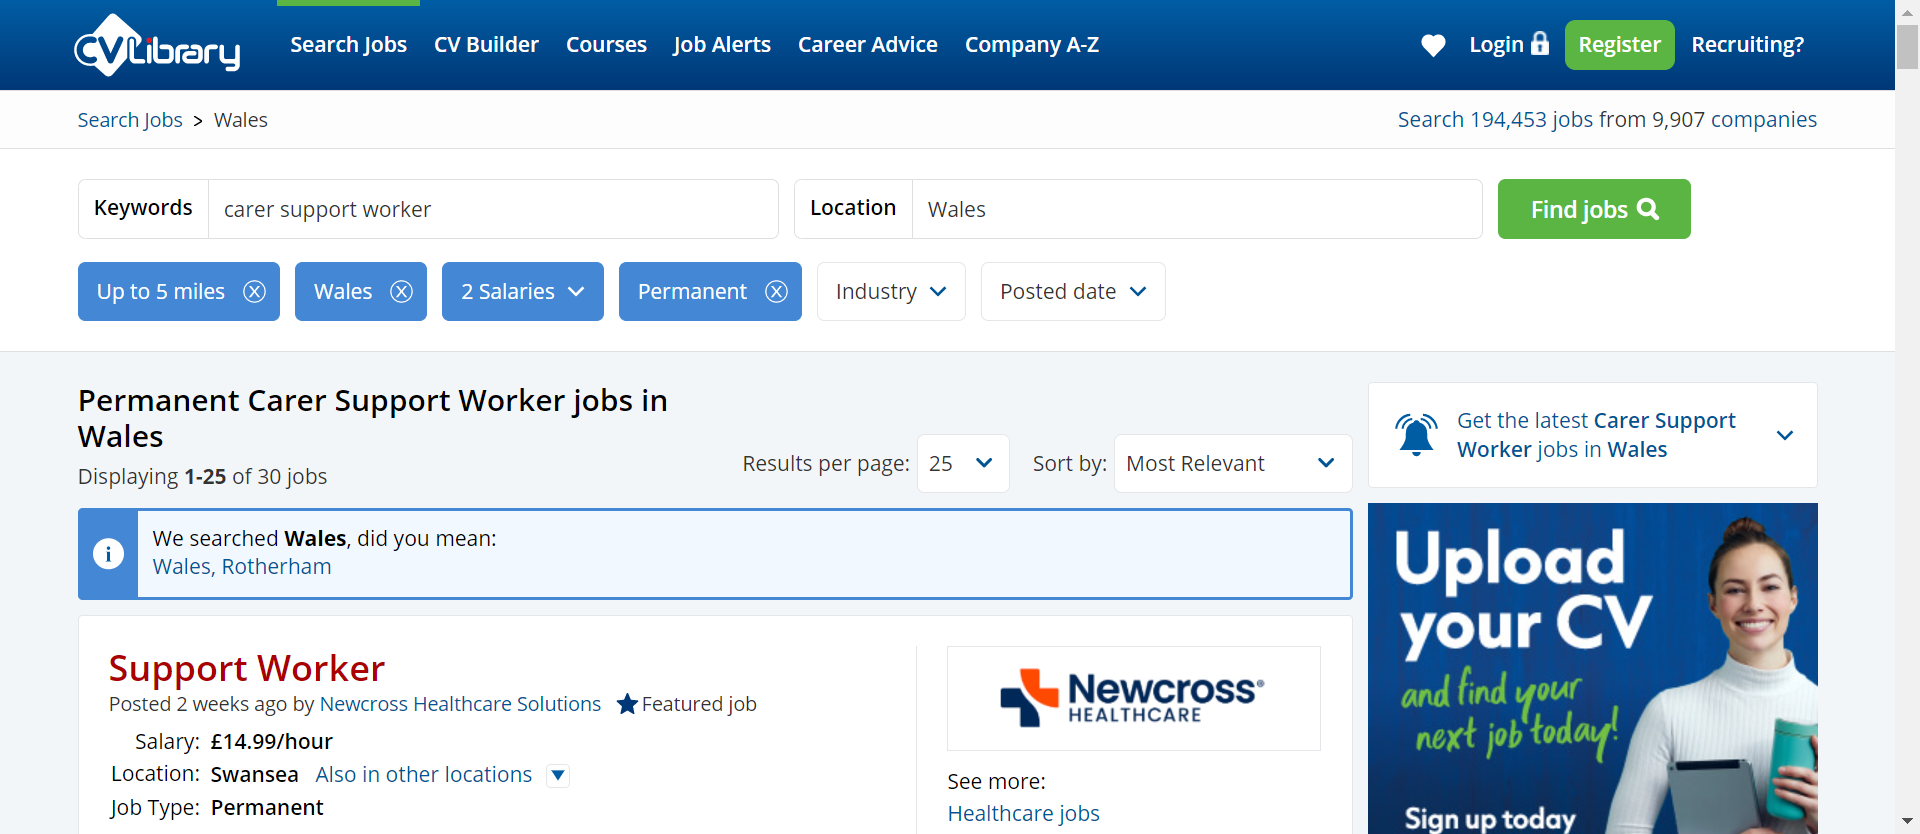 CVLibrary
Search Jobs
CV Builder
Courses
Job Alerts
Career Advice
Company A-Z
Login
Register
Recruiting?
Search Jobs > Wales
Search 194,453 jobs from 9,907 companies
Keywords
carer support worker
Location
Wales
Find jobs
Up to 5 miles
Wales
2 Salaries
Permanent
Industry
Posted date
Permanent Carer Support Worker jobs in
Wales
Displaying 1-25 of 30 jobs
Results per page: 25
Sort by: Most Relevant
We searched Wales, did you mean:
Wales, Rotherham
Support Worker
Posted 2 weeks ago by Newcross Healthcare Solutions
Featured job
Salary: £14.99/hour
Location: Swansea Also in other locations
Job Type: Permanent
Newcross®
HEALTHCARE
See more:
Healthcare jobs
Get the latest Carer Support
Worker jobs in Wales
Upload
your CV
and find your
next job today!
Sign up today